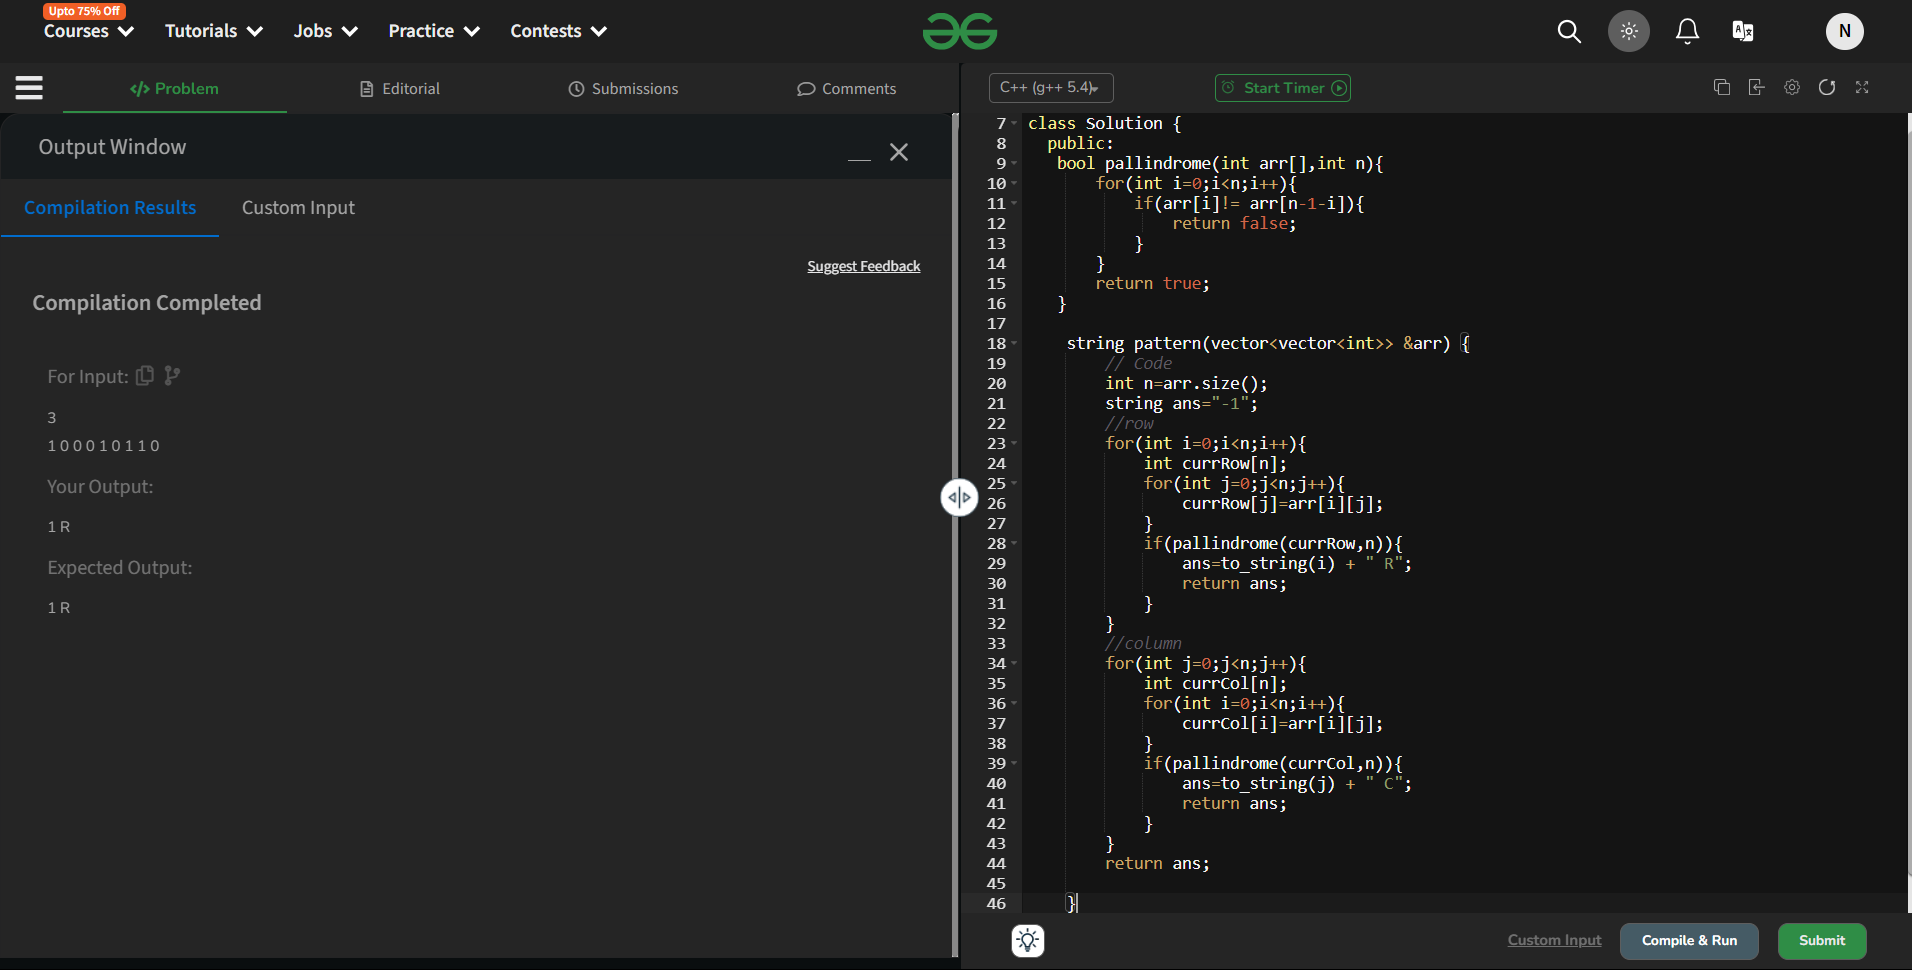 Upto 75% Off
Courses Tutorials Jobs Practice Contests
N
Problem Editorial Submissions Comments
Output Window
Compilation Results Custom Input
Suggest Feedback
Compilation Completed
For Input:
3
1 0 0 0 1 0 1 1 0
Your Output:
1 R
Expected Output:
1 R
C++ (g++ 5.4) Start Timer
7 class Solution {
8 public:
9 bool pallindrome(int arr[],int n){
10 for(int i=0;i<n;i++){
11 if(arr[i]!= arr[n-1-i]){
12 return false;
13 }
14 }
15 return true;
16 }
17
18 string pattern(vector<vector<int>> &arr) {
19 // Code
20 int n=arr.size();
21 string ans="-1";
22 //row
23 for(int i=0;i<n;i++){
24 int currRow[n];
25 for(int j=0;j<n;j++){
26 currRow[j]=arr[i][j];
27 }
28 if(pallindrome(currRow,n)){
29 ans=to_string(i) + " R";
30 return ans;
31 }
32 }
33 //column
34 for(int j=0;j<n;j++){
35 int currCol[n];
36 for(int i=0;i<n;i++){
37 currCol[i]=arr[i][j];
38 }
39 if(pallindrome(currCol,n)){
40 ans=to_string(j) + " C";
41 return ans;
42 }
43 }
44 return ans;
45
46 }
Custom Input Compile & Run Submit